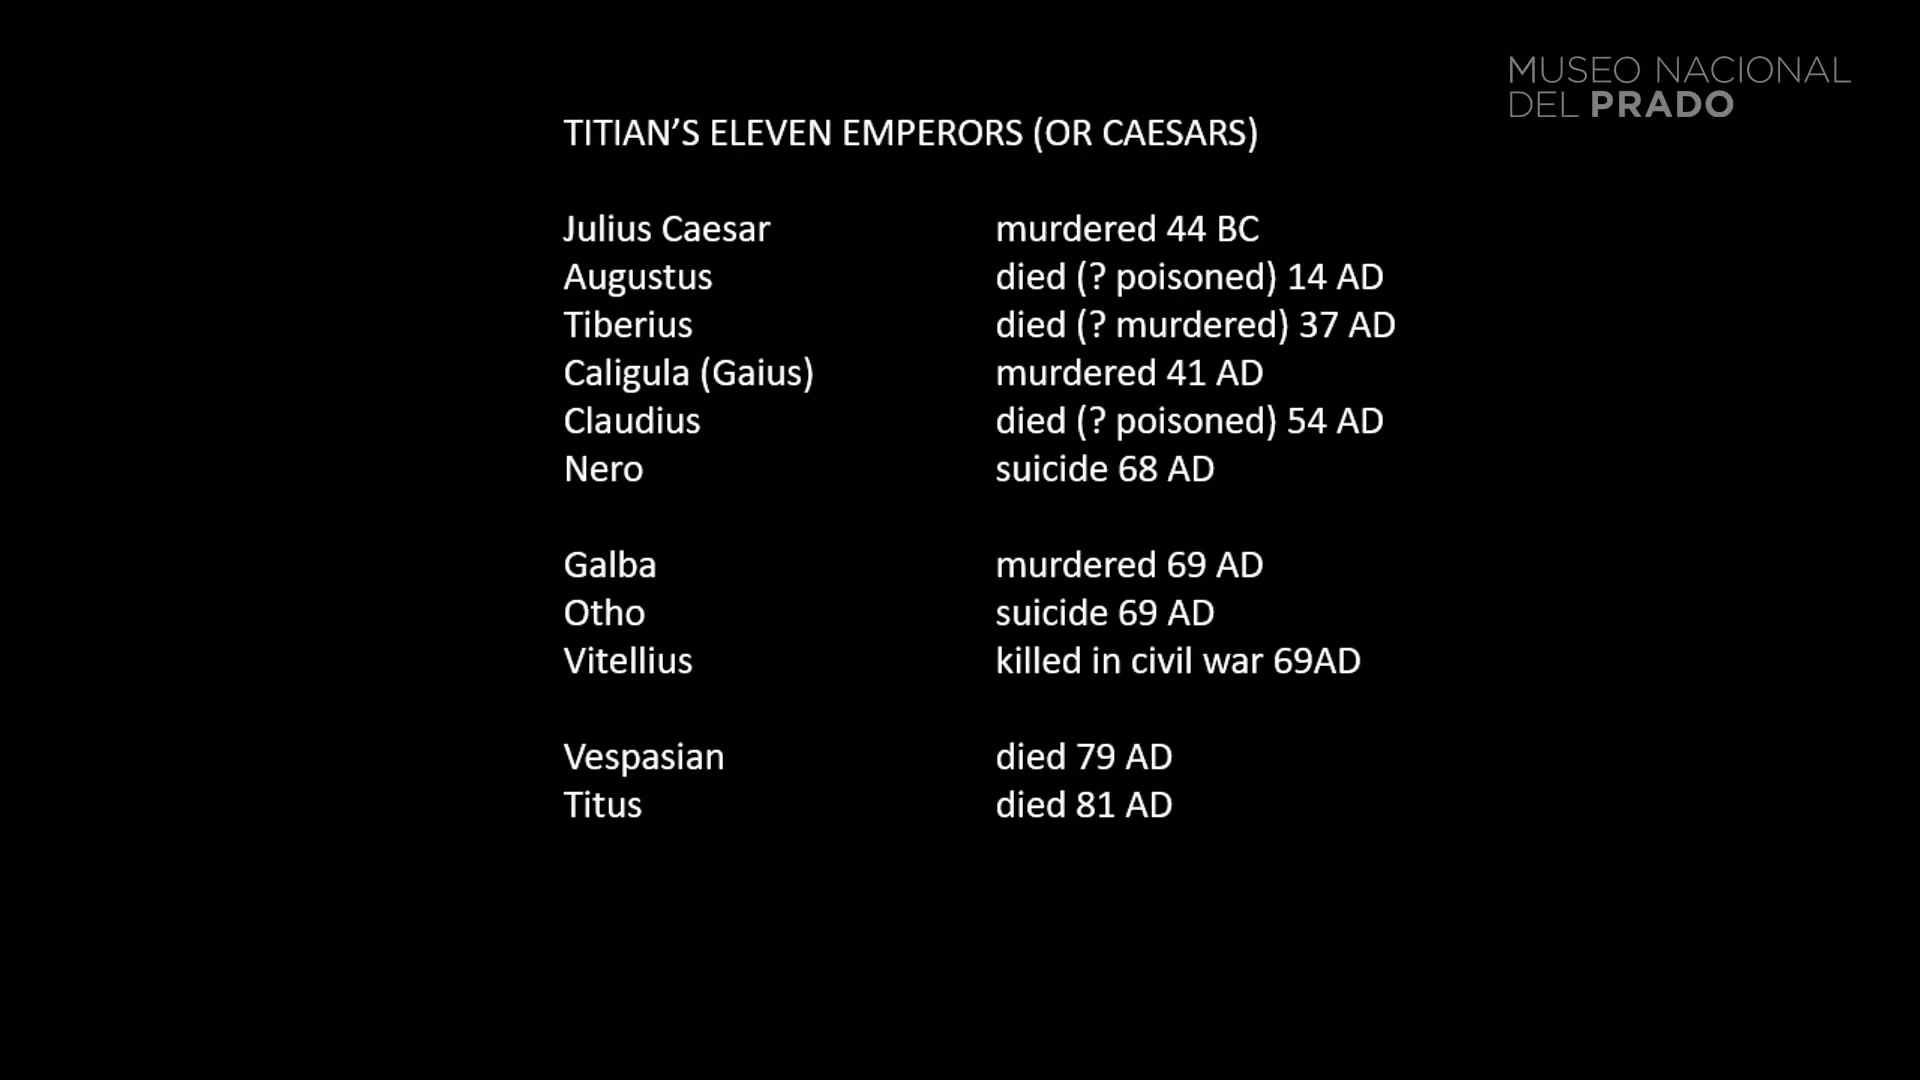 MUSEO NACIONAL
DEL PRADO
TITIAN’S ELEVEN EMPERORS (OR CAESARS)
Julius Caesar murdered 44 BC
Augustus died (? poisoned) 14 AD
Tiberius died (? murdered) 37 AD
Caligula (Gaius) murdered 41 AD
Claudius died (? poisoned) 54 AD
Nero suicide 68 AD
Galba murdered 69 AD
Otho suicide 69 AD
Vitellius killed in civil war 69AD
Vespasian died 79 AD
Titus died 81 AD